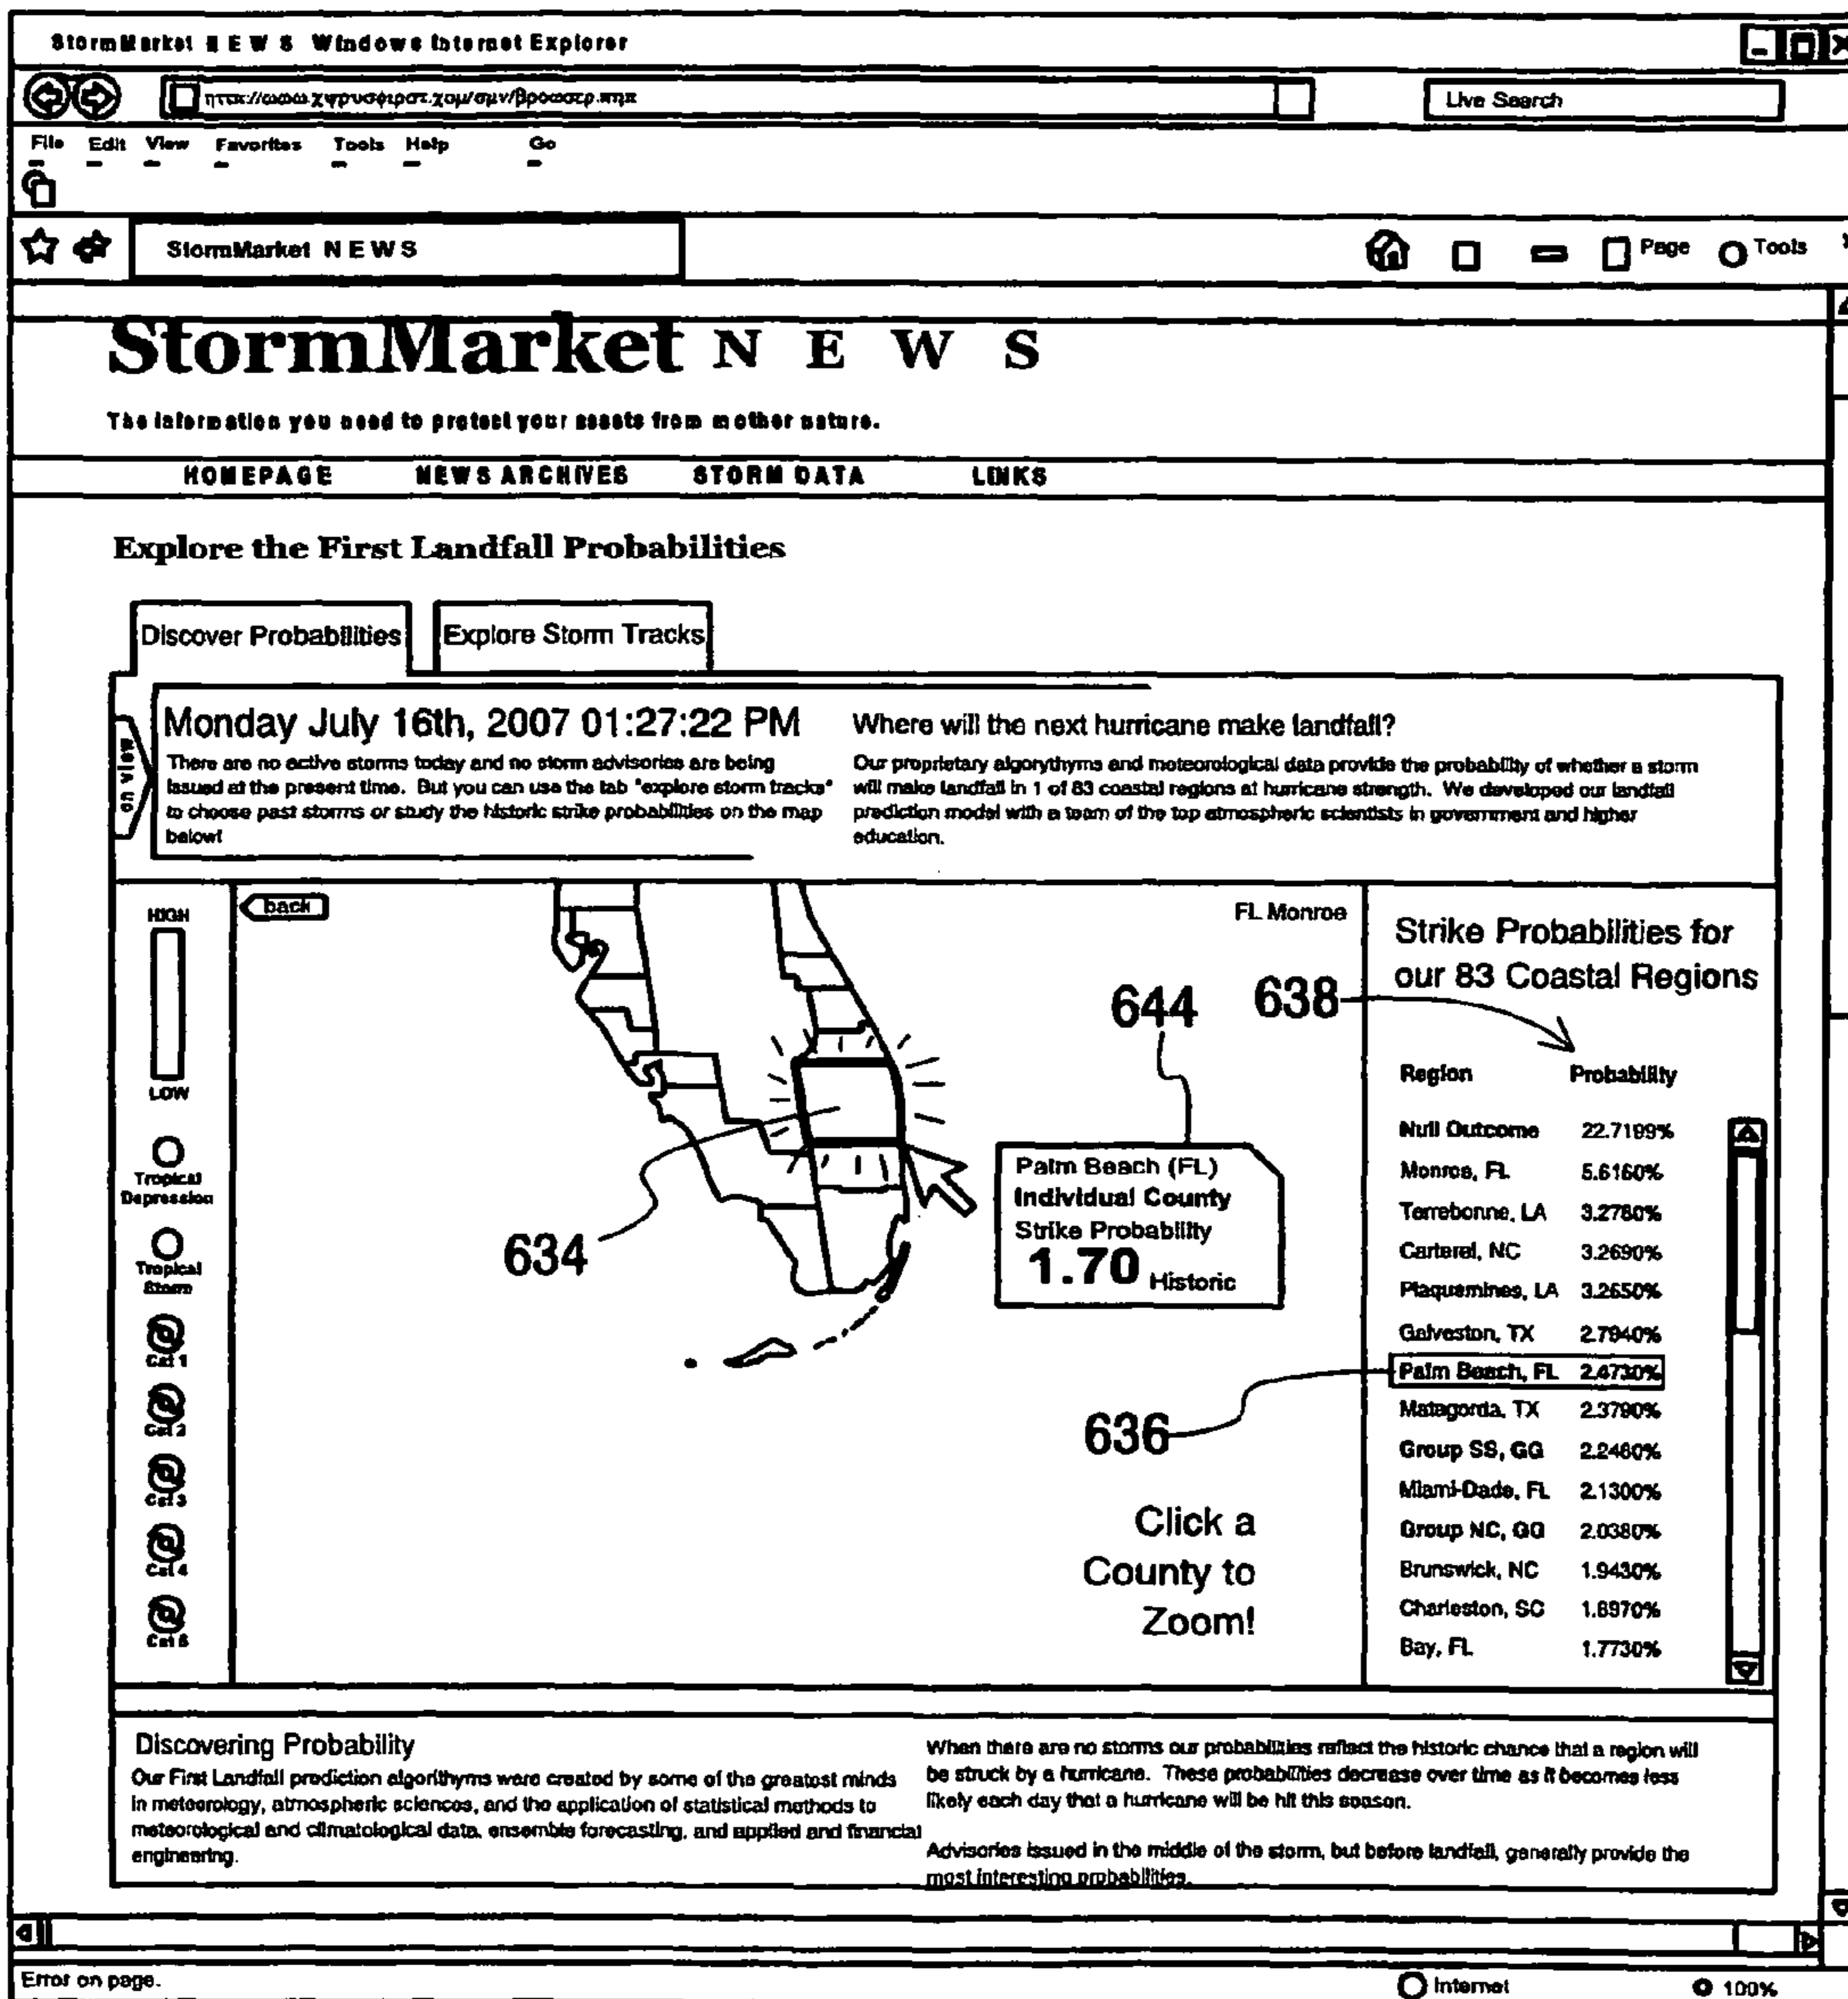 StormMarket N E W S Windows Internet Explorer
Live Search
File Edit View Favorites Tools Help Go
StormMarket N E W S
Page Tools
StormMarket N E W S
The information you need to protect your assets from mother nature.
HOMEPAGE NEWS ARCHIVES STORM DATA LINKS
Explore the First Landfall Probabilities
Discover Probabilities Explore Storm Tracks
on view
Monday July 16th, 2007 01:27:22 PM
There are no active storms today and no storm advisories are being
issued at the present time. But you can use the tab "explore storm tracks"
to choose past storms or study the historic strike probabilities on the map
below!
Where will the next hurricane make landfall?
Our proprietary algorythyms and meteorological data provide the probability of whether a storm
will make landfall in 1 of 83 coastal regions at hurricane strength. We developed our landfall
prediction model with a team of the top atmospheric scientists in government and higher
education.
HIGH
LOW
Tropical
Depression
Tropical
Storm
Cat 1
Cat 2
Cat 3
Cat 4
Cat 5
back
FL Monroe
644
638
634
636
Palm Beach (FL)
Individual County
Strike Probability
1.70 Historic
Click a
County to
Zoom!
Strike Probabilities for
our 83 Coastal Regions
Region Probability
Null Outcome 22.7199%
Monroe, FL 5.6160%
Terrebonne, LA 3.2780%
Carteret, NC 3.2690%
Plaquemines, LA 3.2650%
Galveston, TX 2.7940%
Palm Beach, FL 2.4730%
Matagorda, TX 2.3790%
Group SS, GG 2.2460%
Miami-Dade, FL 2.1300%
Group NC, GG 2.0380%
Brunswick, NC 1.9430%
Charleston, SC 1.8970%
Bay, FL 1.7730%
Discovering Probability
Our First Landfall prediction algorithyms were created by some of the greatest minds
in meteorology, atmospheric sciences, and the application of statistical methods to
meteorological and climatological data, ensemble forecasting, and applied and financial
engineering.
When there are no storms our probabilities reflect the historic chance that a region will
be struck by a hurricane. These probabilities decrease over time as it becomes less
likely each day that a hurricane will be hit this season.
Advisories issued in the middle of the storm, but before landfall, generally provide the
most interesting probabilities.
Error on page.
Internet
100%